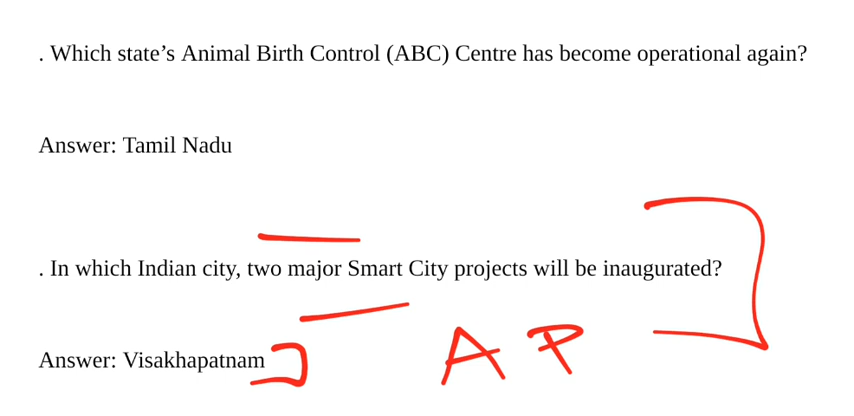 . Which state’s Animal Birth Control (ABC) Centre has become operational again?
Answer: Tamil Nadu
. In which Indian city, two major Smart City projects will be inaugurated?
Answer: Visakhapatnam
AP